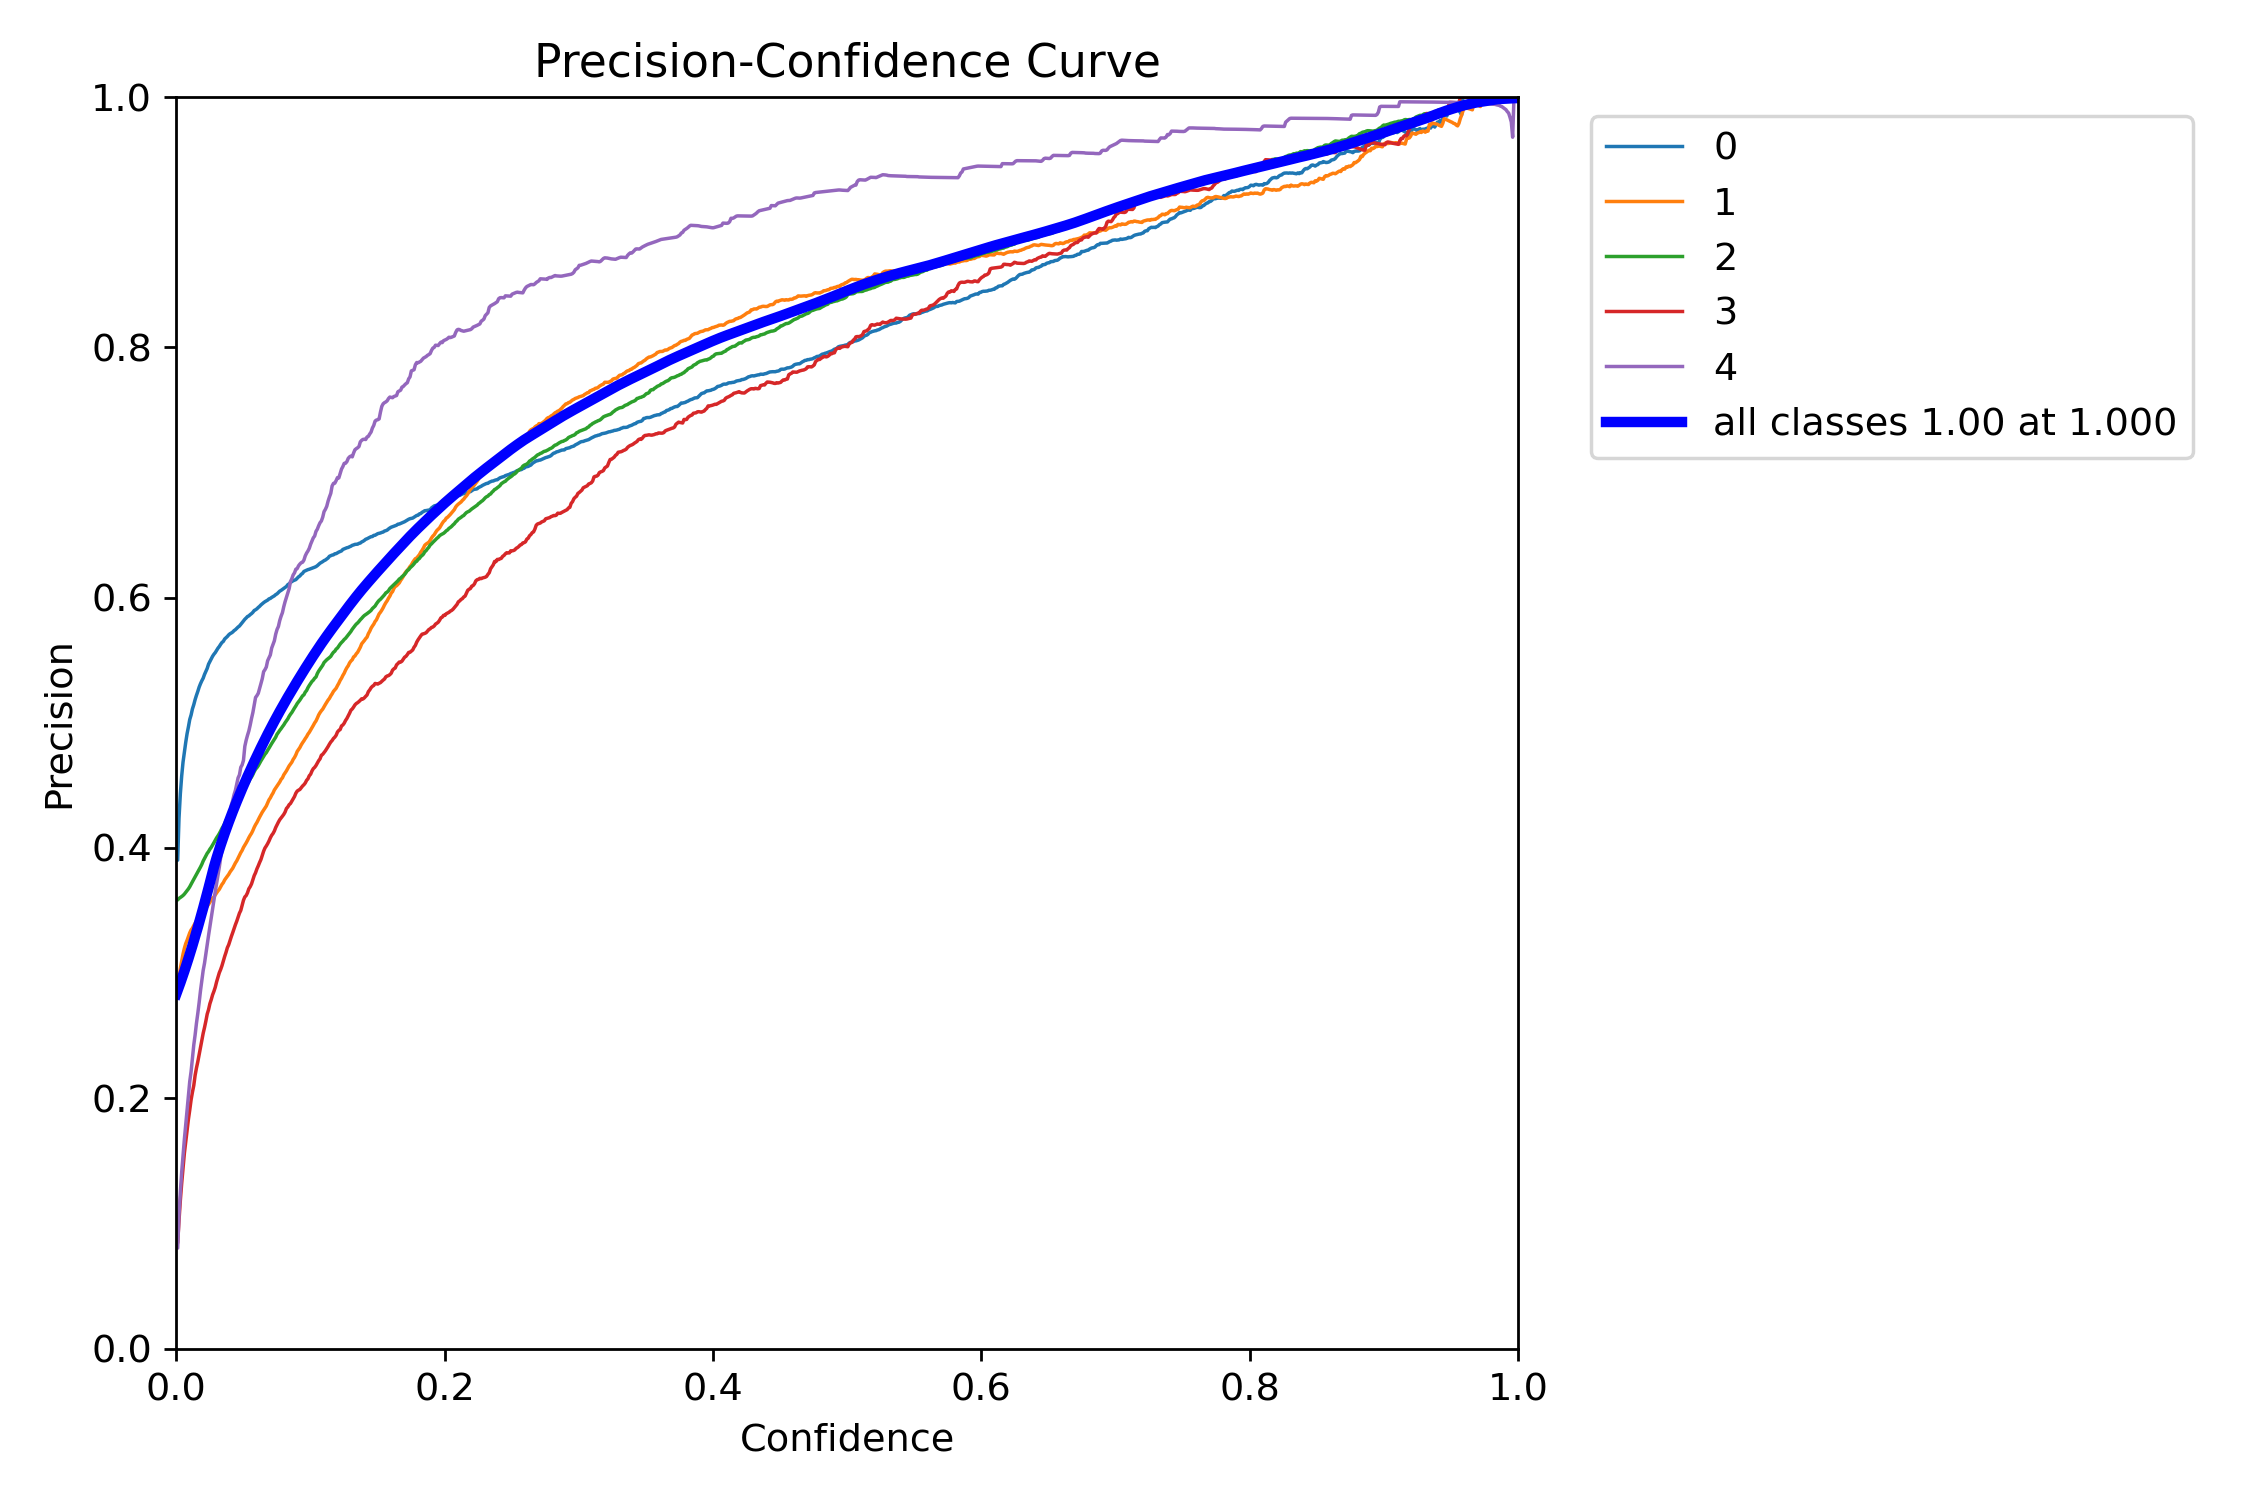 Precision-Confidence Curve
1.0
0.8
0.6
0.4
0.2
0.0
Precision
0.0 0.2 0.4 0.6 0.8 1.0
Confidence
0
1
2
3
4
all classes 1.00 at 1.000